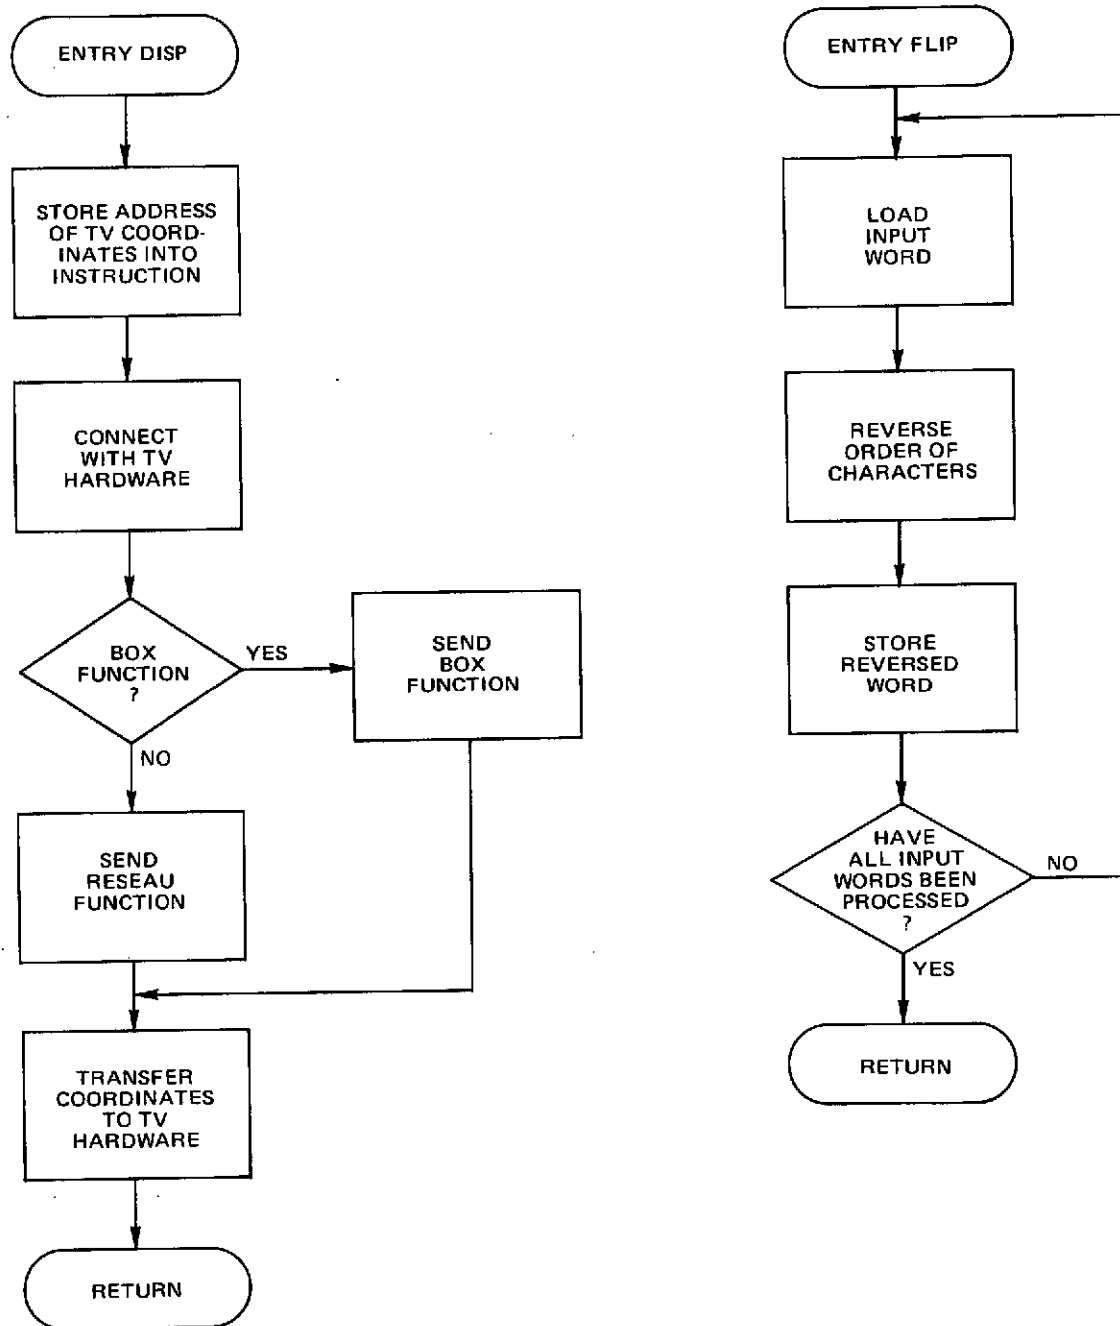 ENTRY DISP
STORE ADDRESS
OF TV COORD-
INATES INTO
INSTRUCTION
CONNECT
WITH TV
HARDWARE
BOX
FUNCTION
?
YES
SEND
BOX
FUNCTION
NO
SEND
RESEAU
FUNCTION
TRANSFER
COORDINATES
TO TV
HARDWARE
RETURN
ENTRY FLIP
LOAD
INPUT
WORD
REVERSE
ORDER OF
CHARACTERS
STORE
REVERSED
WORD
HAVE
ALL INPUT
WORDS BEEN
PROCESSED
?
NO
YES
RETURN